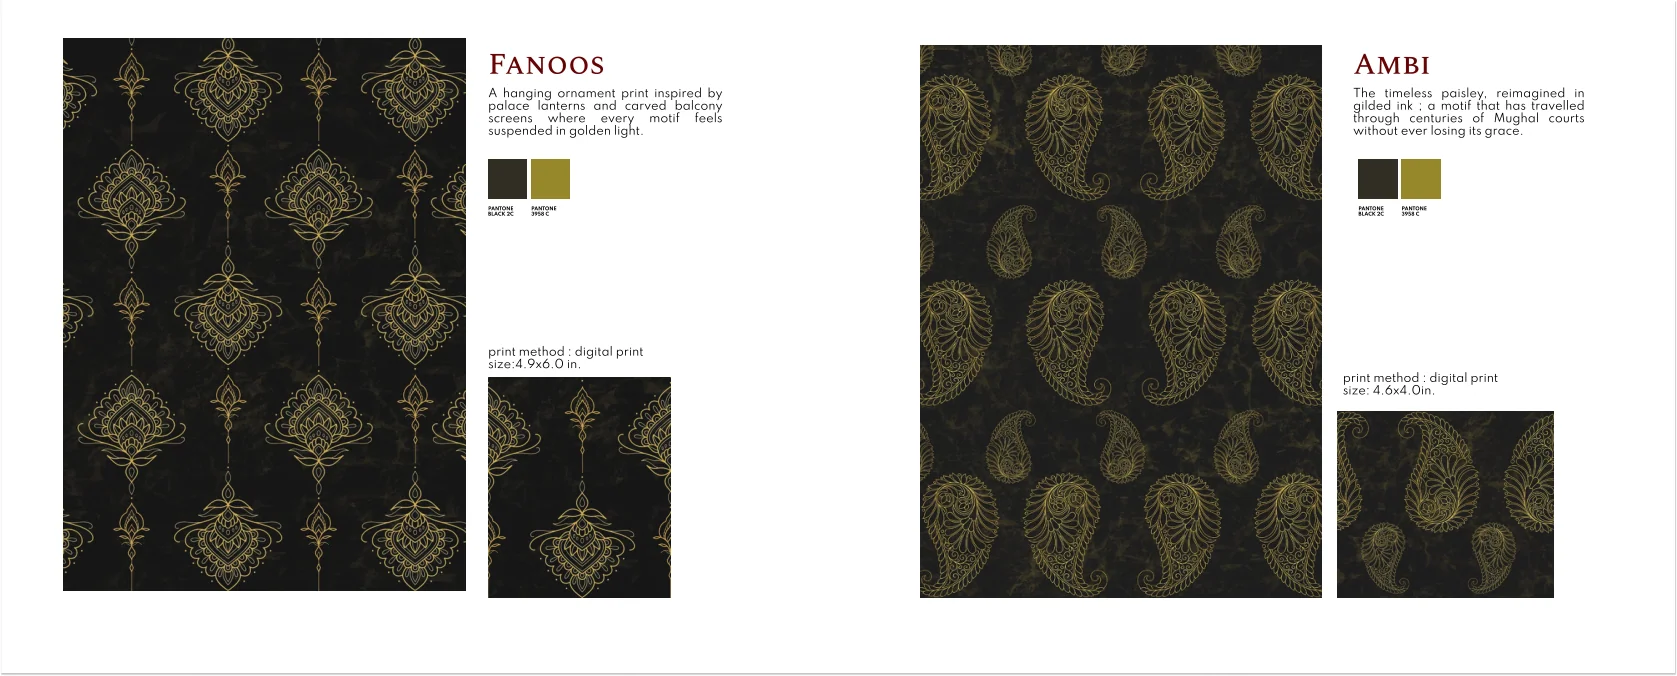 FANOOS
A hanging ornament print inspired by
palace lanterns and carved balcony
screens where every motif feels
suspended in golden light.
PANTONE
BLACK 2C
PANTONE
3958 C
print method : digital print
size:4.9x6.0 in.
AMBI
The timeless paisley, reimagined in
gilded ink ; a motif that has travelled
through centuries of Mughal courts
without ever losing its grace.
PANTONE
BLACK 2C
PANTONE
3958 C
print method : digital print
size: 4.6x4.0in.